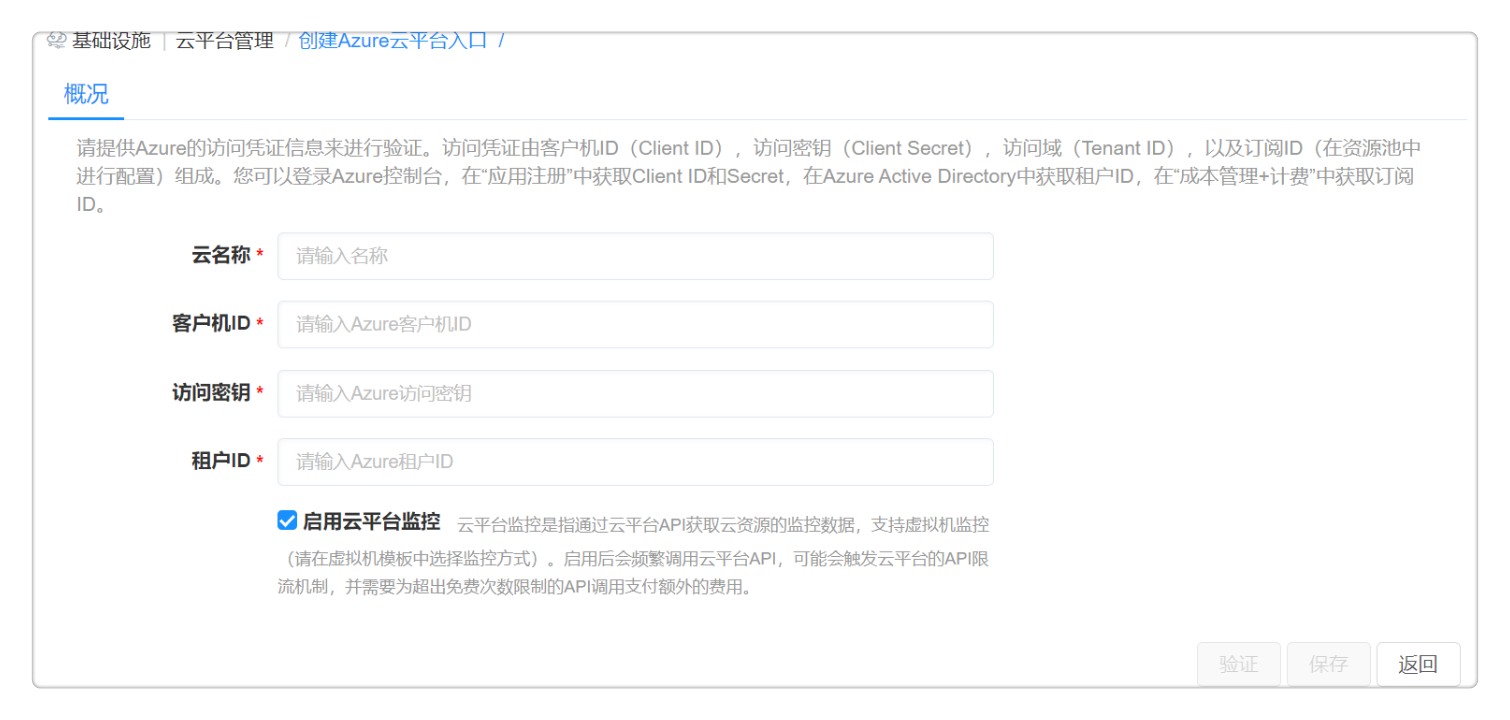 基础设施 | 云平台管理 / 创建Azure云平台入口 /
概况
请提供Azure的访问凭证信息来进行验证。访问凭证由客户机ID（Client ID），访问密钥（Client Secret），访问域（Tenant ID），以及订阅ID（在资源池中
进行配置）组成。您可以登录Azure控制台，在“应用注册”中获取Client ID和Secret，在Azure Active Directory中获取租户ID，在“成本管理+计费”中获取订阅
ID。
云名称 * 请输入名称
客户机ID * 请输入Azure客户机ID
访问密钥 * 请输入Azure访问密钥
租户ID * 请输入Azure租户ID
启用云平台监控 云平台监控是指通过云平台API获取云资源的监控数据，支持虚拟机监控
（请在虚拟机模板中选择监控方式）。启用后会频繁调用云平台API，可能会触发云平台的API限
流机制，并需要为超出免费次数限制的API调用支付额外的费用。
验证 保存 返回